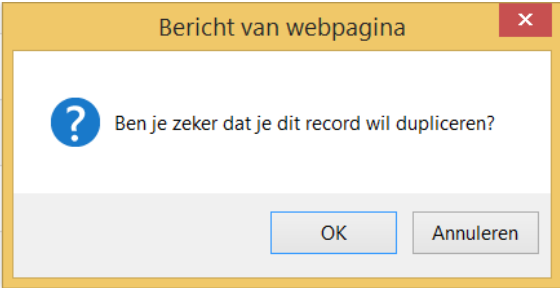 Bericht van webpagina
Ben je zeker dat je dit record wil dupliceren?
OK
Annuleren